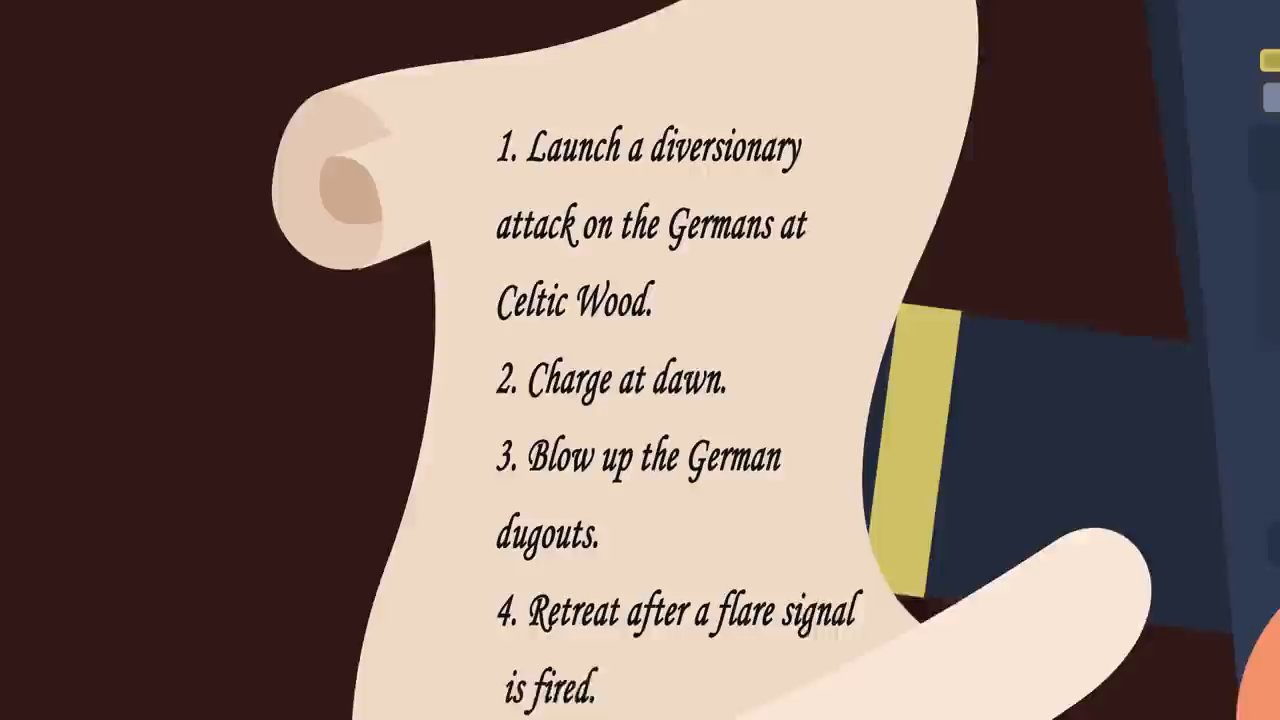 1. Launch a diversionary
attack on the Germans at
Celtic Wood.
2. Charge at dawn.
3. Blow up the German
dugouts.
4. Retreat after a flare signal
is fired.